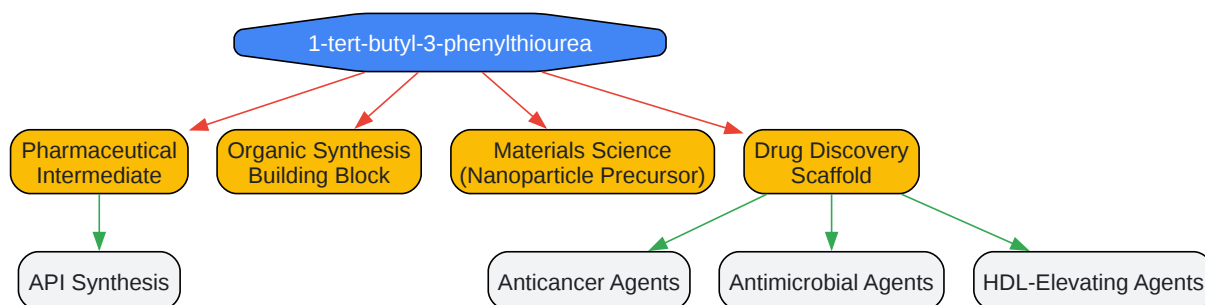 1-tert-butyl-3-phenylthiourea
Pharmaceutical
Intermediate
Organic Synthesis
Building Block
Materials Science
(Nanoparticle Precursor)
Drug Discovery
Scaffold
API Synthesis
Anticancer Agents
Antimicrobial Agents
HDL-Elevating Agents